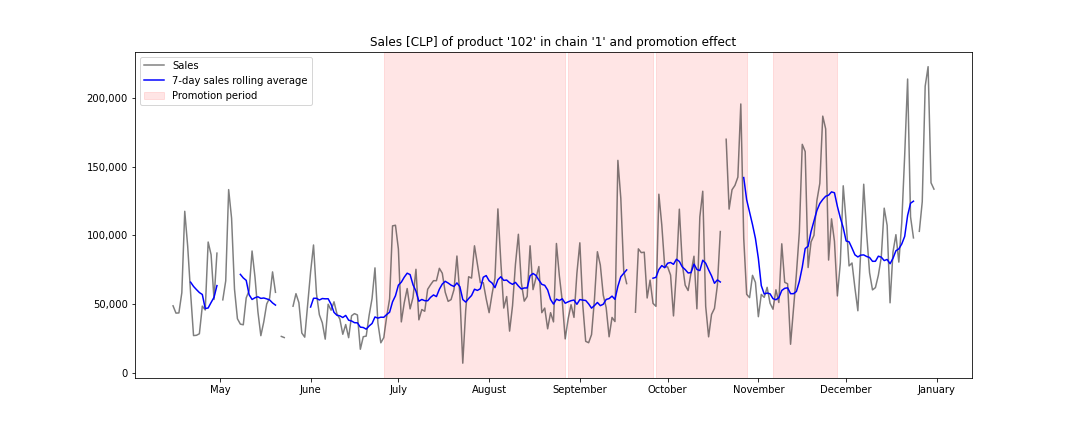 Sales [CLP] of product '102' in chain '1' and promotion effect
Sales
7-day sales rolling average
Promotion period
200,000
150,000
100,000
50,000
0
May June July August September October November December January